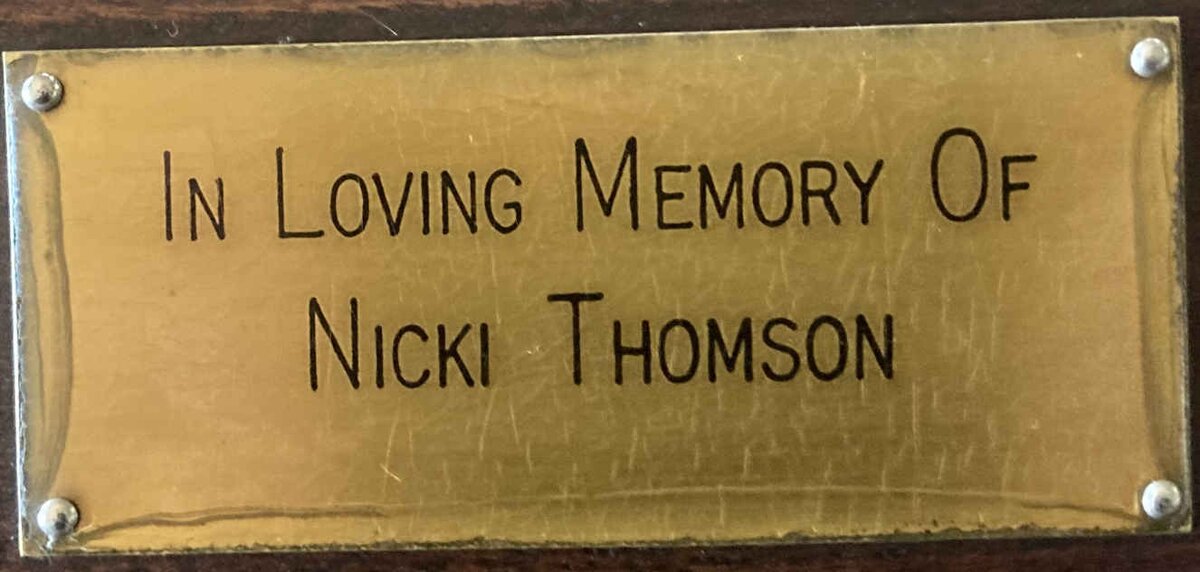 In Loving Memory Of
Nicki Thomson